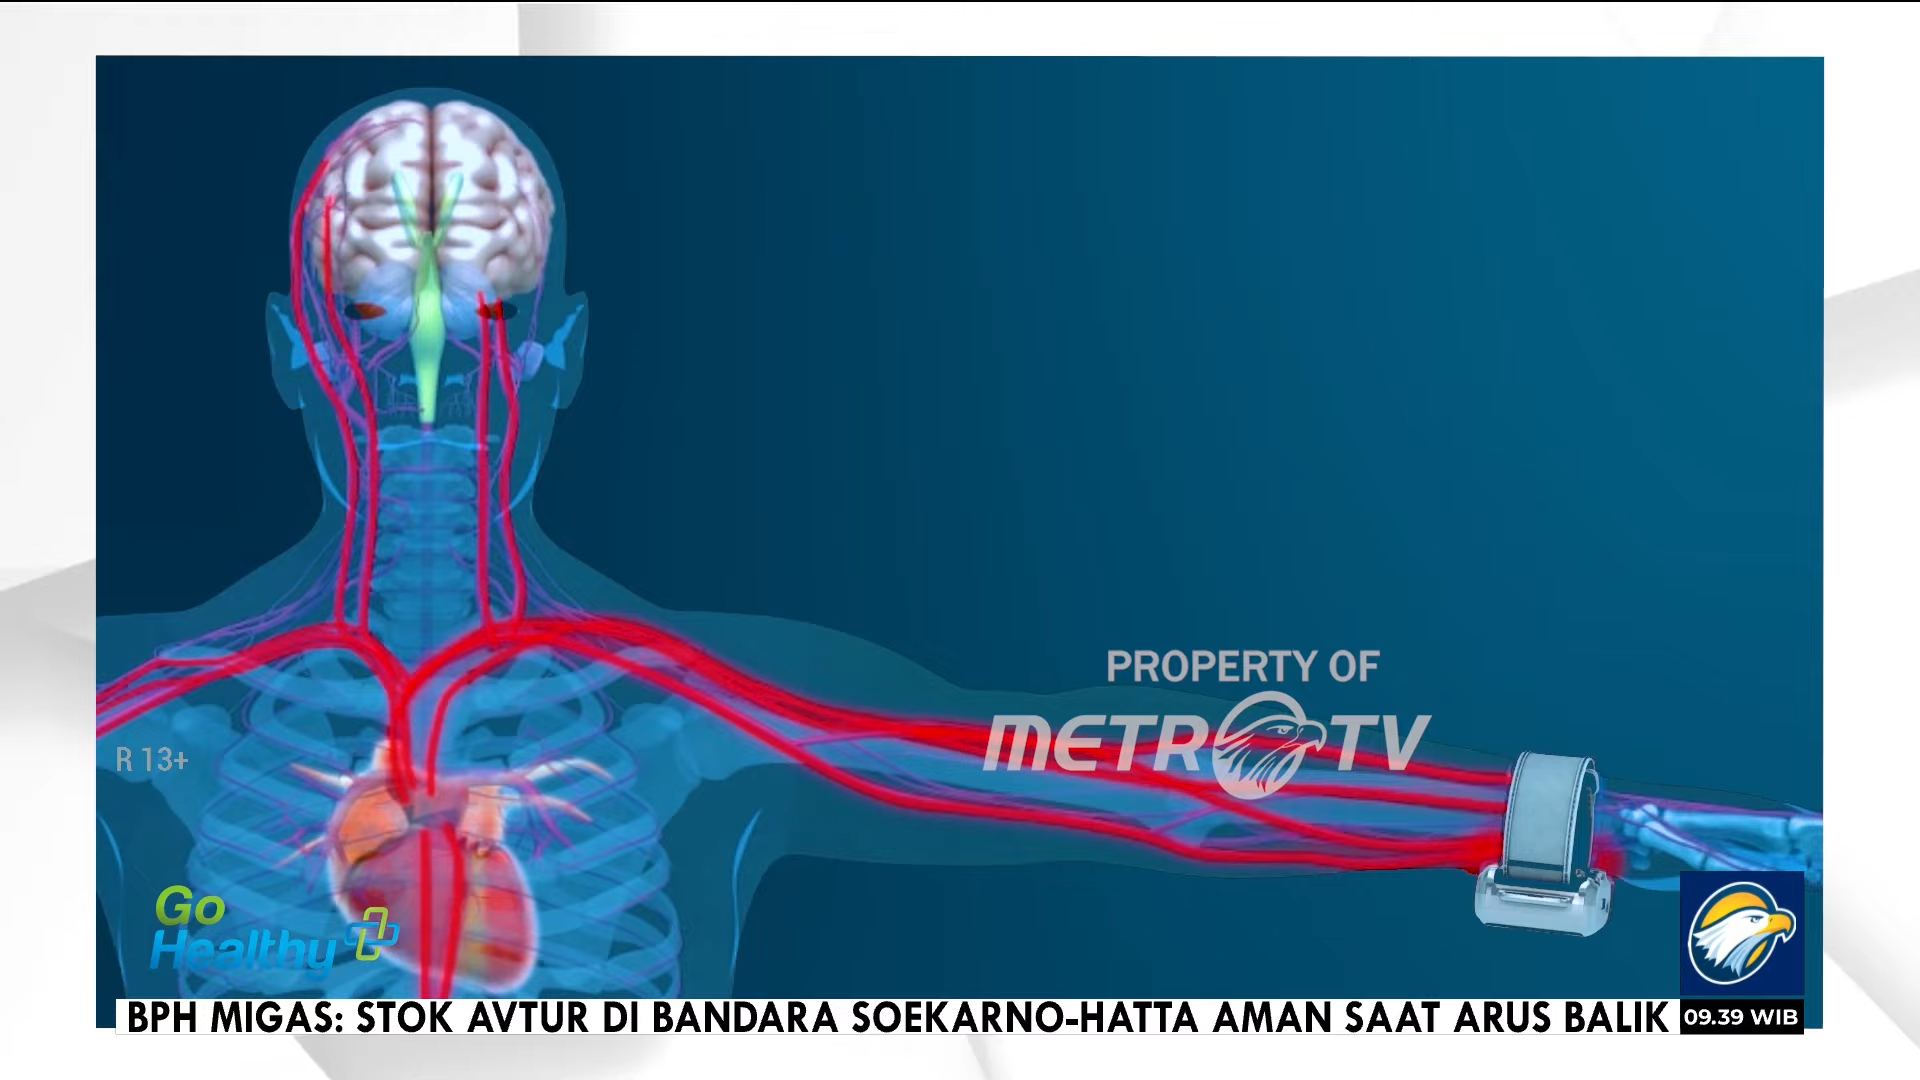 PROPERTY OF
METRO TV
R 13+
Go
Healthy
BPH MIGAS: STOK AVTUR DI BANDARA SOEKARNO-HATTA AMAN SAAT ARUS BALIK
09.39 WIB